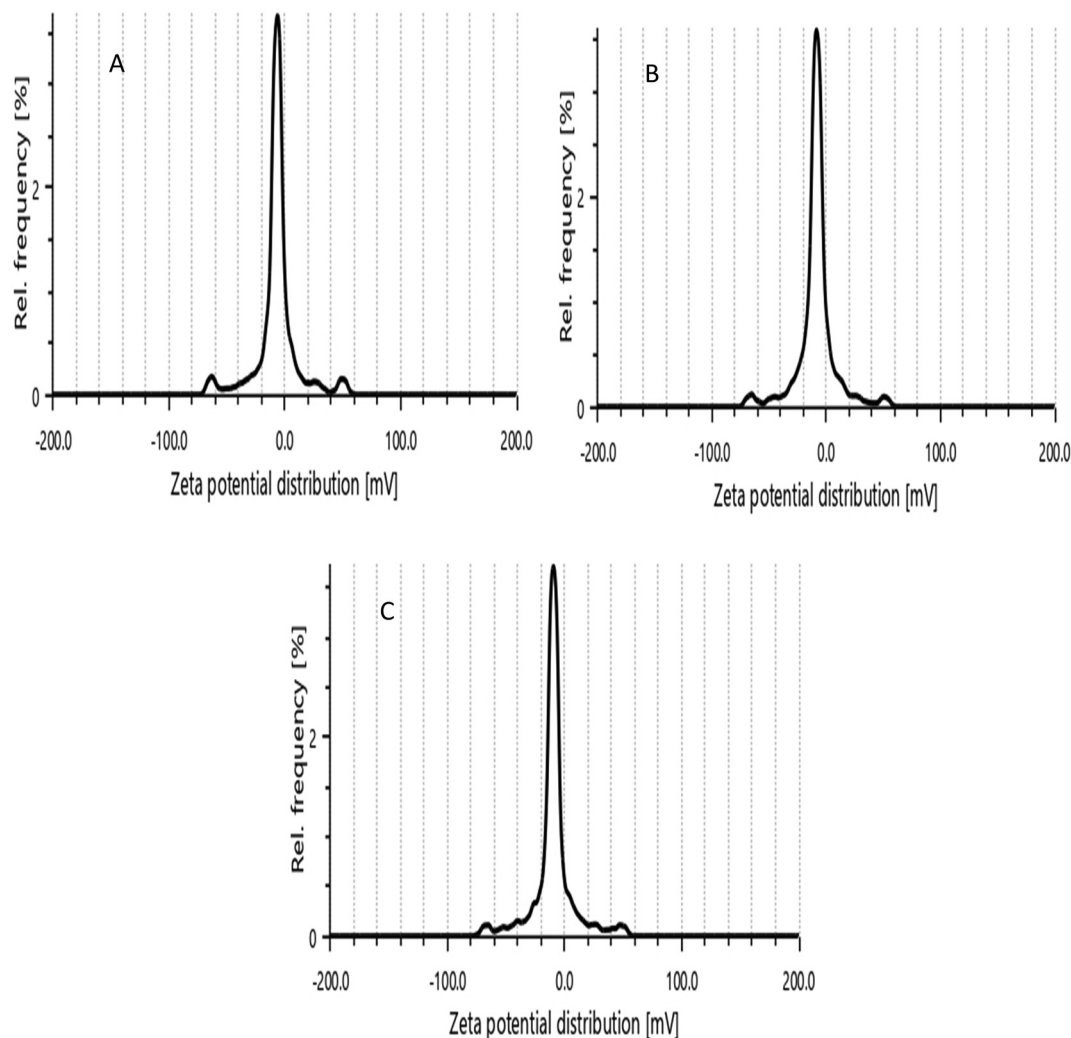 A
Rel. frequency [%]
2
0
-200.0 -100.0 0.0 100.0 200.0
Zeta potential distribution [mV]
B
Rel. frequency [%]
2
0
-200.0 -100.0 0.0 100.0 200.0
Zeta potential distribution [mV]
C
Rel. frequency [%]
2
0
-200.0 -100.0 0.0 100.0 200.0
Zeta potential distribution [mV]